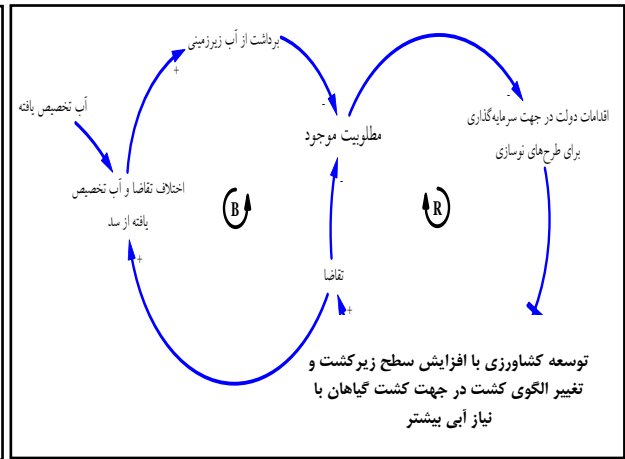 برداشت از آب زیرزمینی
+
-
-
آب تخصیص یافته
اقدامات دولت در جهت سرمایه‌گذاری
برای طرح‌های نوسازی
مطلوبیت موجود
-
اختلاف تقاضا و آب تخصیص
یافته از سد
B
R
+
تقاضا
+
توسعه کشاورزی با افزایش سطح زیرکشت و
تغییر الگوی کشت در جهت کشت گیاهان با
نیاز آبی بیشتر